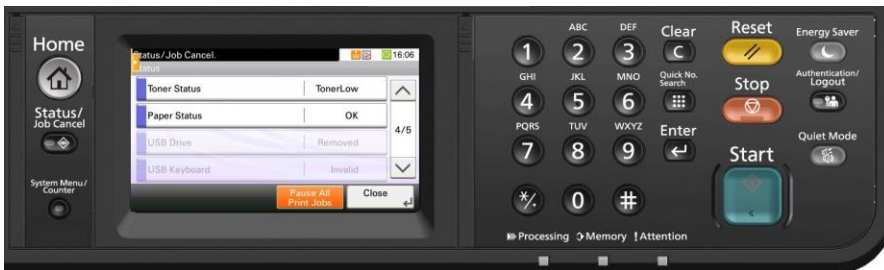 Home
Status/
Job Cancel
System Menu/
Counter
Status/Job Cancel.
16:06
Status
Toner Status TonerLow
Paper Status OK
4/5
USB Drive Removed
USB Keyboard Invalid
Pause All
Print Jobs
Close
ABC DEF
1 2 3
GHI JKL MNO
4 5 6
PQRS TUV WXYZ
7 8 9
*/. 0 #
Clear
C
Quick No.
Search
Enter
Reset
Stop
Start
Energy Saver
Authentication/
Logout
Quiet Mode
Processing Memory ! Attention